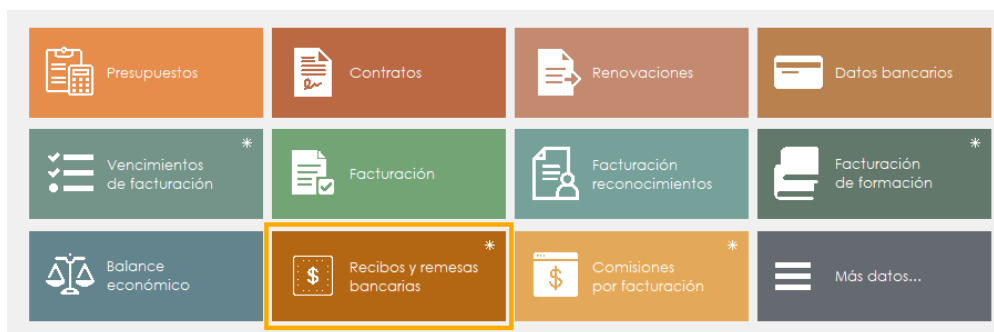 Presupuestos
Contratos
Renovaciones
Datos bancarios
Vencimientos
de facturación
*
Facturación
Facturación
reconocimientos
Facturación
de formación
*
Balance
económico
$
Recibos y remesas
bancarias
*
$
Comisiones
por facturación
*
Más datos...